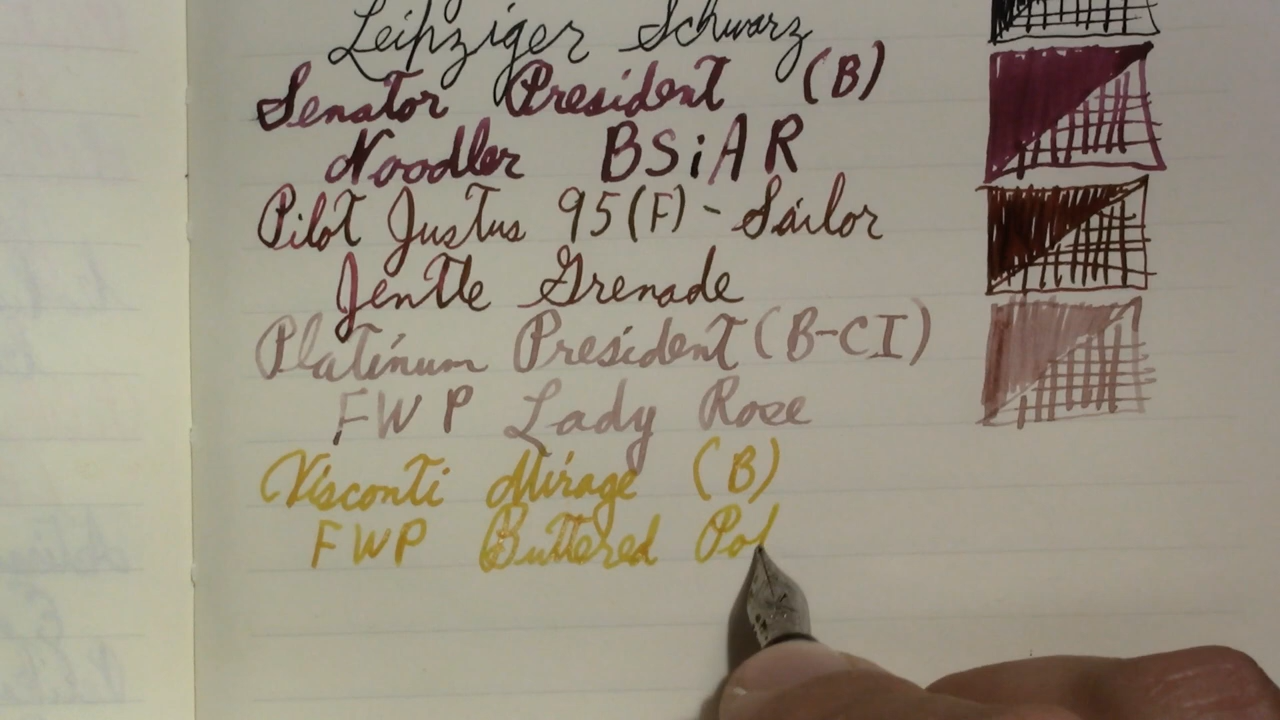 Leipziger Schwarz
Senator President (B)
Noodler BSiAR
Pilot Justus 95(F) - Sailor
Jentle Grenade
Platinum President (B-CI)
FWP Lady Rose
Visconti Mirage (B)
FWP Buttered Po